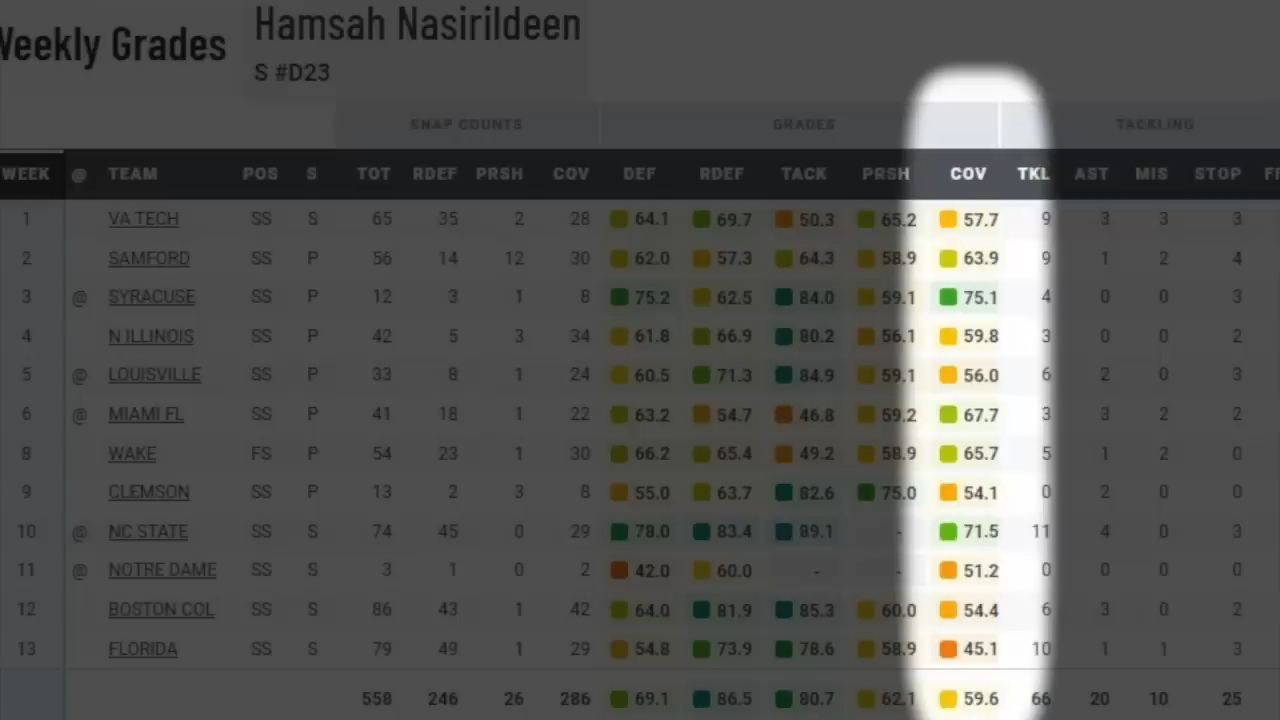 Weekly Grades
Hamsah Nasirildeen
S #D23
SNAP COUNTS GRADES TACKLING
WEEK @ TEAM POS S TOT RDEF PRSH COV DEF RDEF TACK PRSH COV TKL AST MIS STOP
1 VA TECH SS S 65 35 2 28 64.1 69.7 50.3 65.2 57.7 9 3 3 3
2 SAMFORD SS P 56 14 12 30 62.0 57.3 64.3 58.9 63.9 9 1 2 4
3 @ SYRACUSE SS P 12 3 1 8 75.2 62.5 84.0 59.1 75.1 4 0 0 3
4 N ILLINOIS SS P 42 5 3 34 61.8 66.9 80.2 56.1 59.8 3 0 0 2
5 @ LOUISVILLE SS P 33 8 1 24 60.5 71.3 84.9 59.1 56.0 6 2 0 3
6 @ MIAMI FL SS P 41 18 1 22 63.2 54.7 46.8 59.2 67.7 3 3 2 2
8 WAKE FS P 54 23 1 30 66.2 65.4 49.2 58.9 65.7 5 1 2 0
9 CLEMSON SS P 13 2 3 8 55.0 63.7 82.6 75.0 54.1 0 2 0 0
10 @ NC STATE SS S 74 45 0 29 78.0 83.4 89.1 - 71.5 11 4 0 3
11 @ NOTRE DAME SS S 3 1 0 2 42.0 60.0 - - 51.2 0 0 0 0
12 BOSTON COL SS S 86 43 1 42 64.0 81.9 85.3 60.0 54.4 6 3 0 2
13 FLORIDA SS S 79 49 1 29 54.8 73.9 78.6 58.9 45.1 10 1 1 3
558 246 26 286 69.1 86.5 80.7 62.1 59.6 66 20 10 25